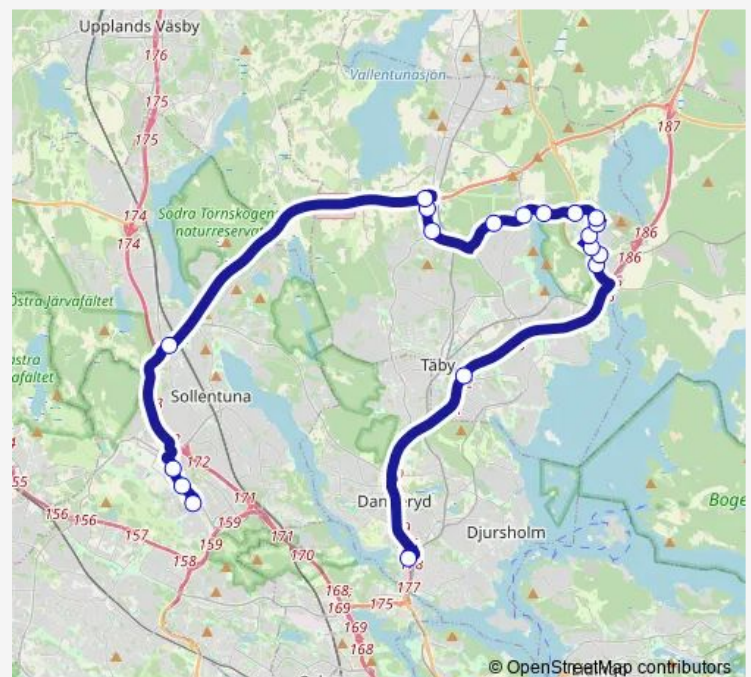 Upplands Väsby
176
Vallentunasjön
175
187
175
174
Södra Törnskogens
naturreservat
174
186
186
Östra Järvafältet
Täby
Sollentuna
172
55
171
Danderyd
156
156
159
171
157
Djursholm
158
159
170
177
168;
169
175
169
168
© OpenStreetMap contributors